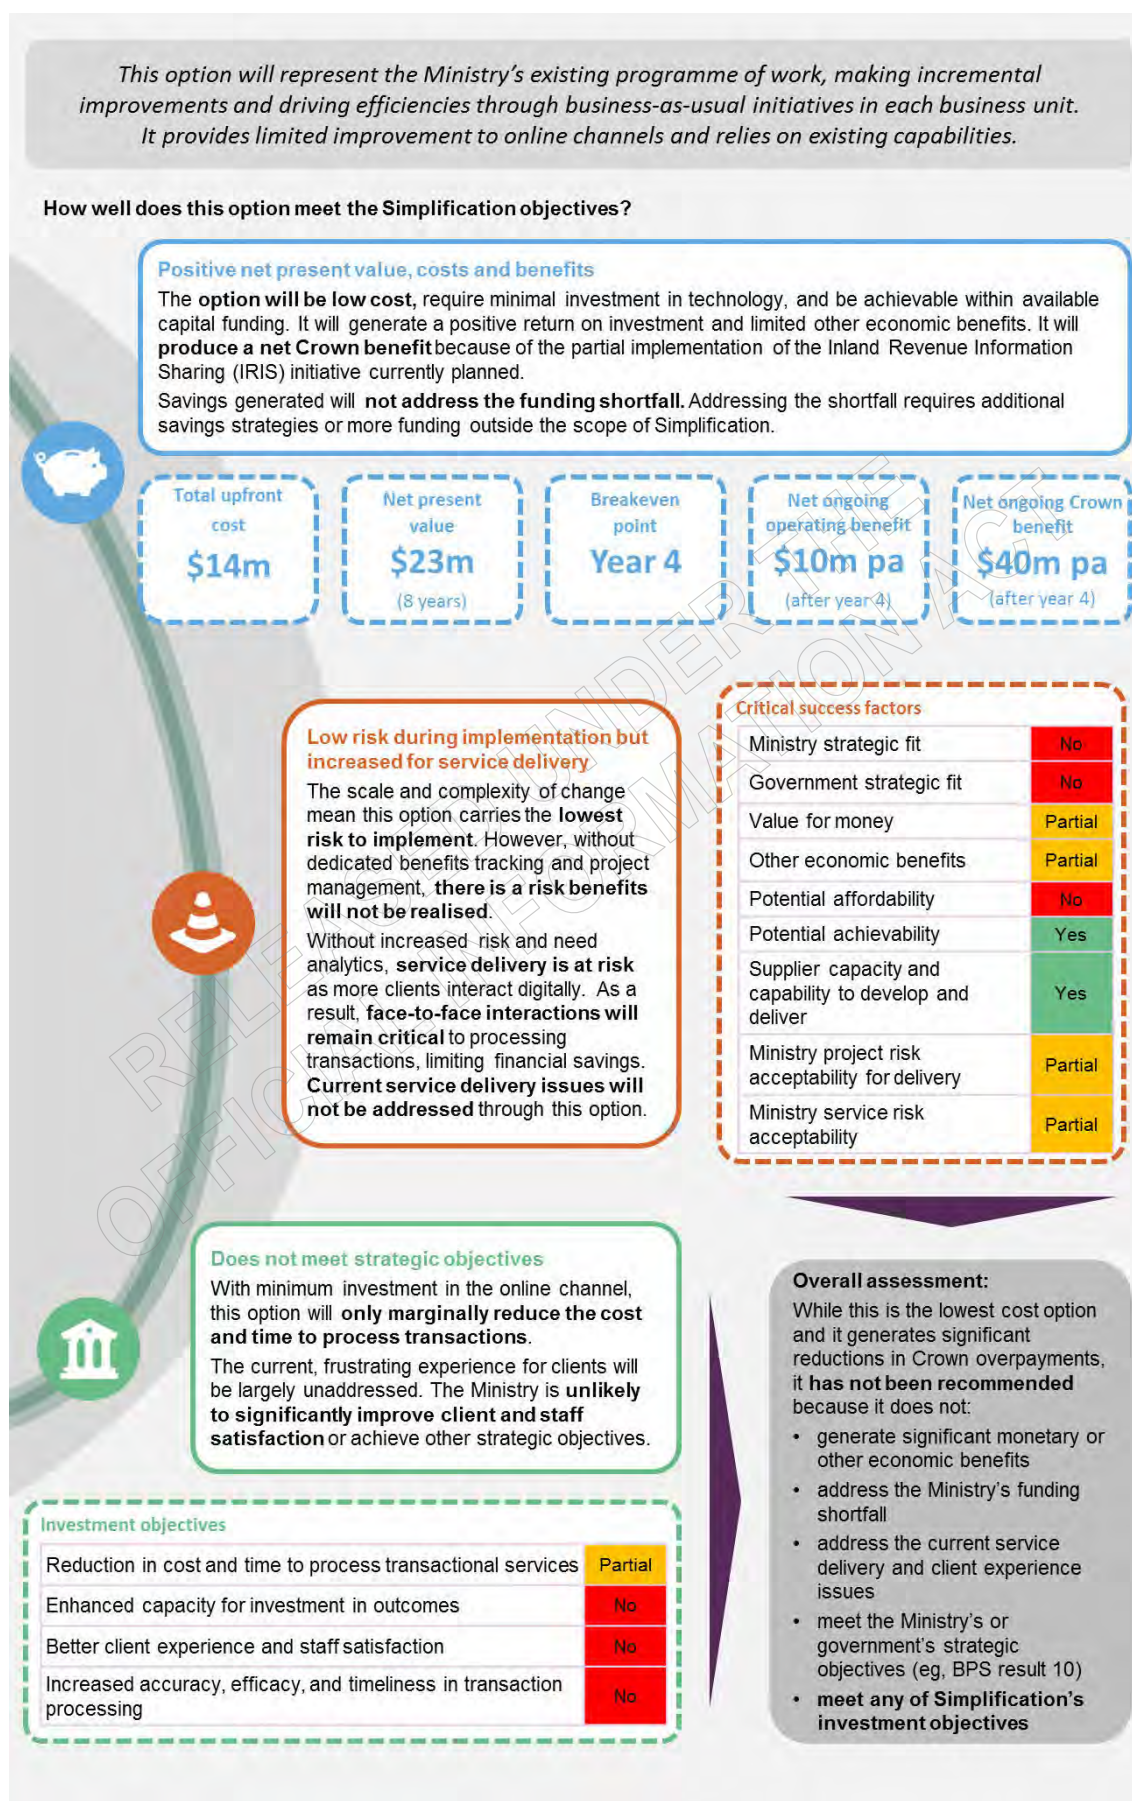 This option will represent the Ministry's existing programme of work, making incremental
improvements and driving efficiencies through business-as-usual initiatives in each business unit.
It provides limited improvement to online channels and relies on existing capabilities.
How well does this option meet the Simplification objectives?
Positive net present value, costs and benefits
The option will be low cost, require minimal investment in technology, and be achievable within available
capital funding. It will generate a positive return on investment and limited other economic benefits. It will
produce a net Crown benefit because of the partial implementation of the Inland Revenue Information
Sharing (IRIS) initiative currently planned.
Savings generated will not address the funding shortfall. Addressing the shortfall requires additional
savings strategies or more funding outside the scope of Simplification.
Total upfront
cost
$14m
Net present
value
$23m
(8 years)
Breakeven
point
Year 4
Net ongoing
operating benefit
$10m pa
(after year 4)
Net ongoing Crown
benefit
$40m pa
(after year 4)
Low risk during implementation but
increased for service delivery
The scale and complexity of change
mean this option carries the lowest
risk to implement. However, without
dedicated benefits tracking and project
management, there is a risk benefits
will not be realised.
Without increased risk and need
analytics, service delivery is at risk
as more clients interact digitally. As a
result, face-to-face interactions will
remain critical to processing
transactions, limiting financial savings.
Current service delivery issues will
not be addressed through this option.
Critical success factors
Ministry strategic fit No
Government strategic fit No
Value for money Partial
Other economic benefits Partial
Potential affordability No
Potential achievability Yes
Supplier capacity and
capability to develop and Yes
deliver
Ministry project risk
acceptability for delivery Partial
Ministry service risk
acceptability Partial
Does not meet strategic objectives
With minimum investment in the online channel,
this option will only marginally reduce the cost
and time to process transactions.
The current, frustrating experience for clients will
be largely unaddressed. The Ministry is unlikely
to significantly improve client and staff
satisfaction or achieve other strategic objectives.
Investment objectives
Reduction in cost and time to process transactional services Partial
Enhanced capacity for investment in outcomes No
Better client experience and staff satisfaction No
Increased accuracy, efficacy, and timeliness in transaction
processing No
Overall assessment:
While this is the lowest cost option
and it generates significant
reductions in Crown overpayments,
it has not been recommended
because it does not:
• generate significant monetary or
other economic benefits
• address the Ministry's funding
shortfall
• address the current service
delivery and client experience
issues
• meet the Ministry's or
government's strategic
objectives (eg, BPS result 10)
• meet any of Simplification's
investment objectives
RELEASED UNDER THE
OFFICIAL INFORMATION ACT